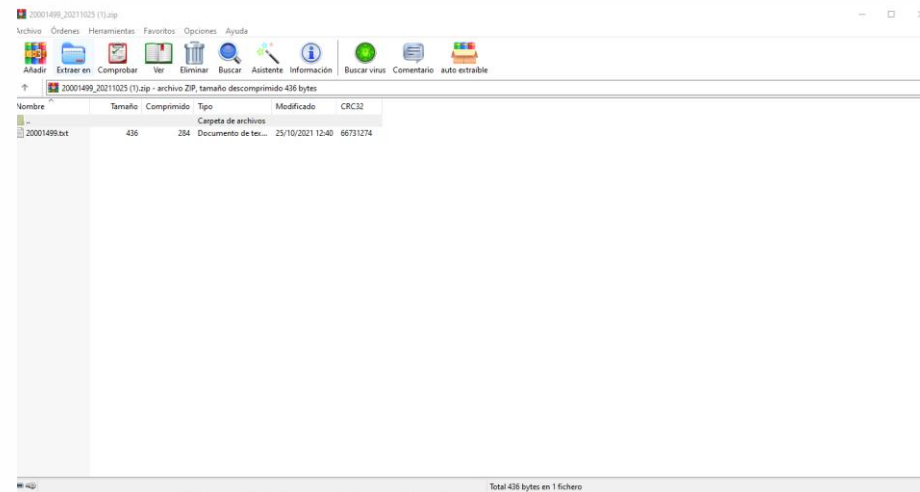 20001499_20211025 (1).zip
Archivo Órdenes Herramientas Favoritos Opciones Ayuda
Añadir Extraer en Comprobar Ver Eliminar Buscar Asistente Información Buscar virus Comentario auto extraíble
20001499_20211025 (1).zip - archivo ZIP, tamaño descomprimido 436 bytes
Nombre Tamaño Comprimido Tipo Modificado CRC32
.. Carpeta de archivos
20001499.txt 436 284 Documento de tex... 25/10/2021 12:40 66731274
Total 436 bytes en 1 fichero